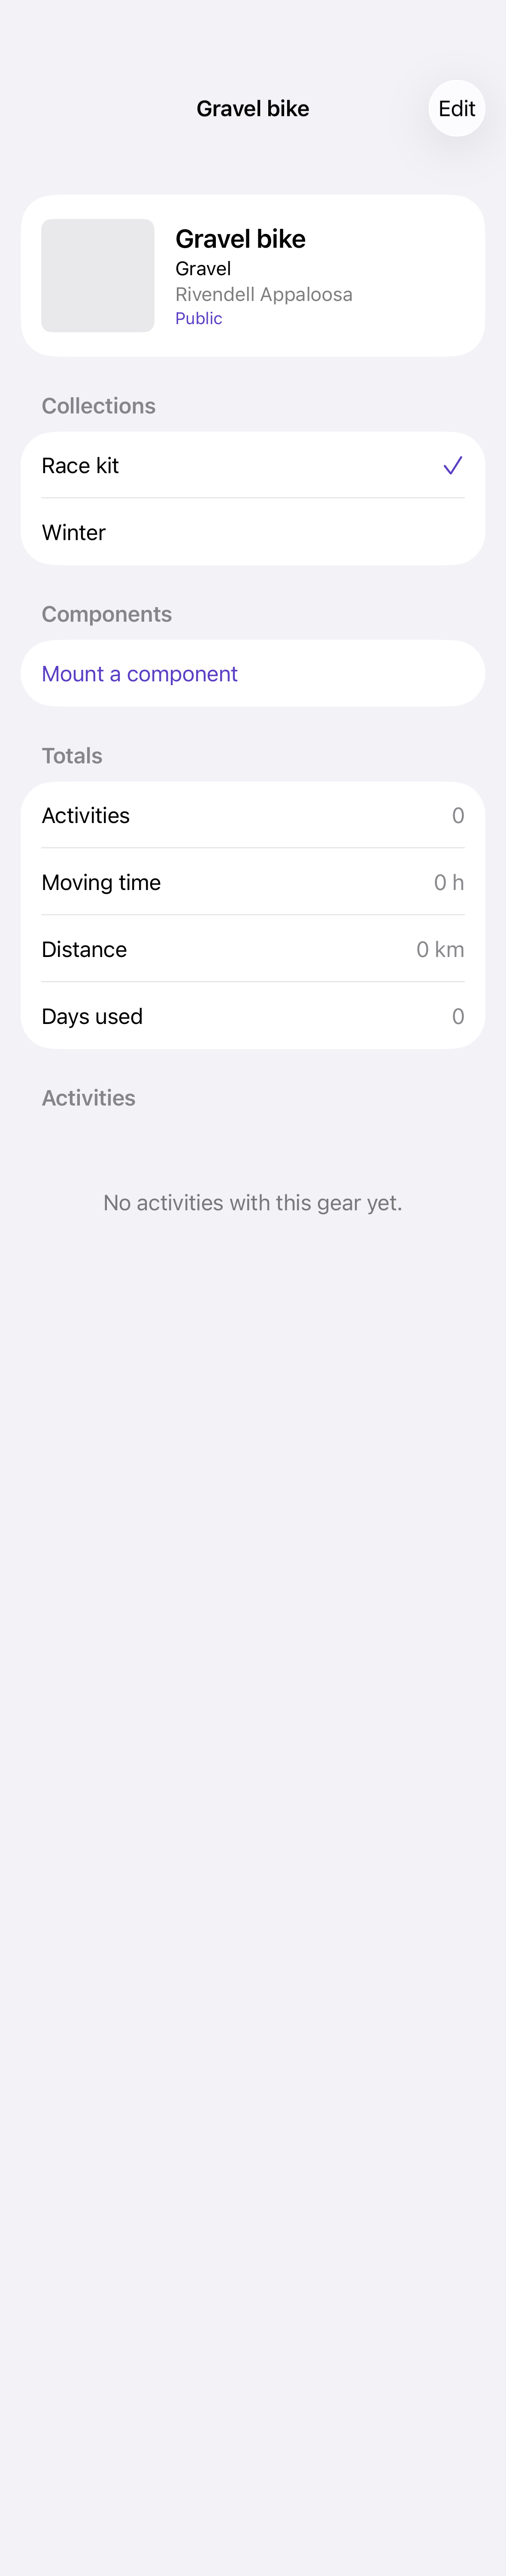 Gravel bike
Edit
Gravel bike
Gravel
Rivendell Appaloosa
Public
Collections
Race kit
Winter
Components
Mount a component
Totals
Activities 0
Moving time 0 h
Distance 0 km
Days used 0
Activities
No activities with this gear yet.